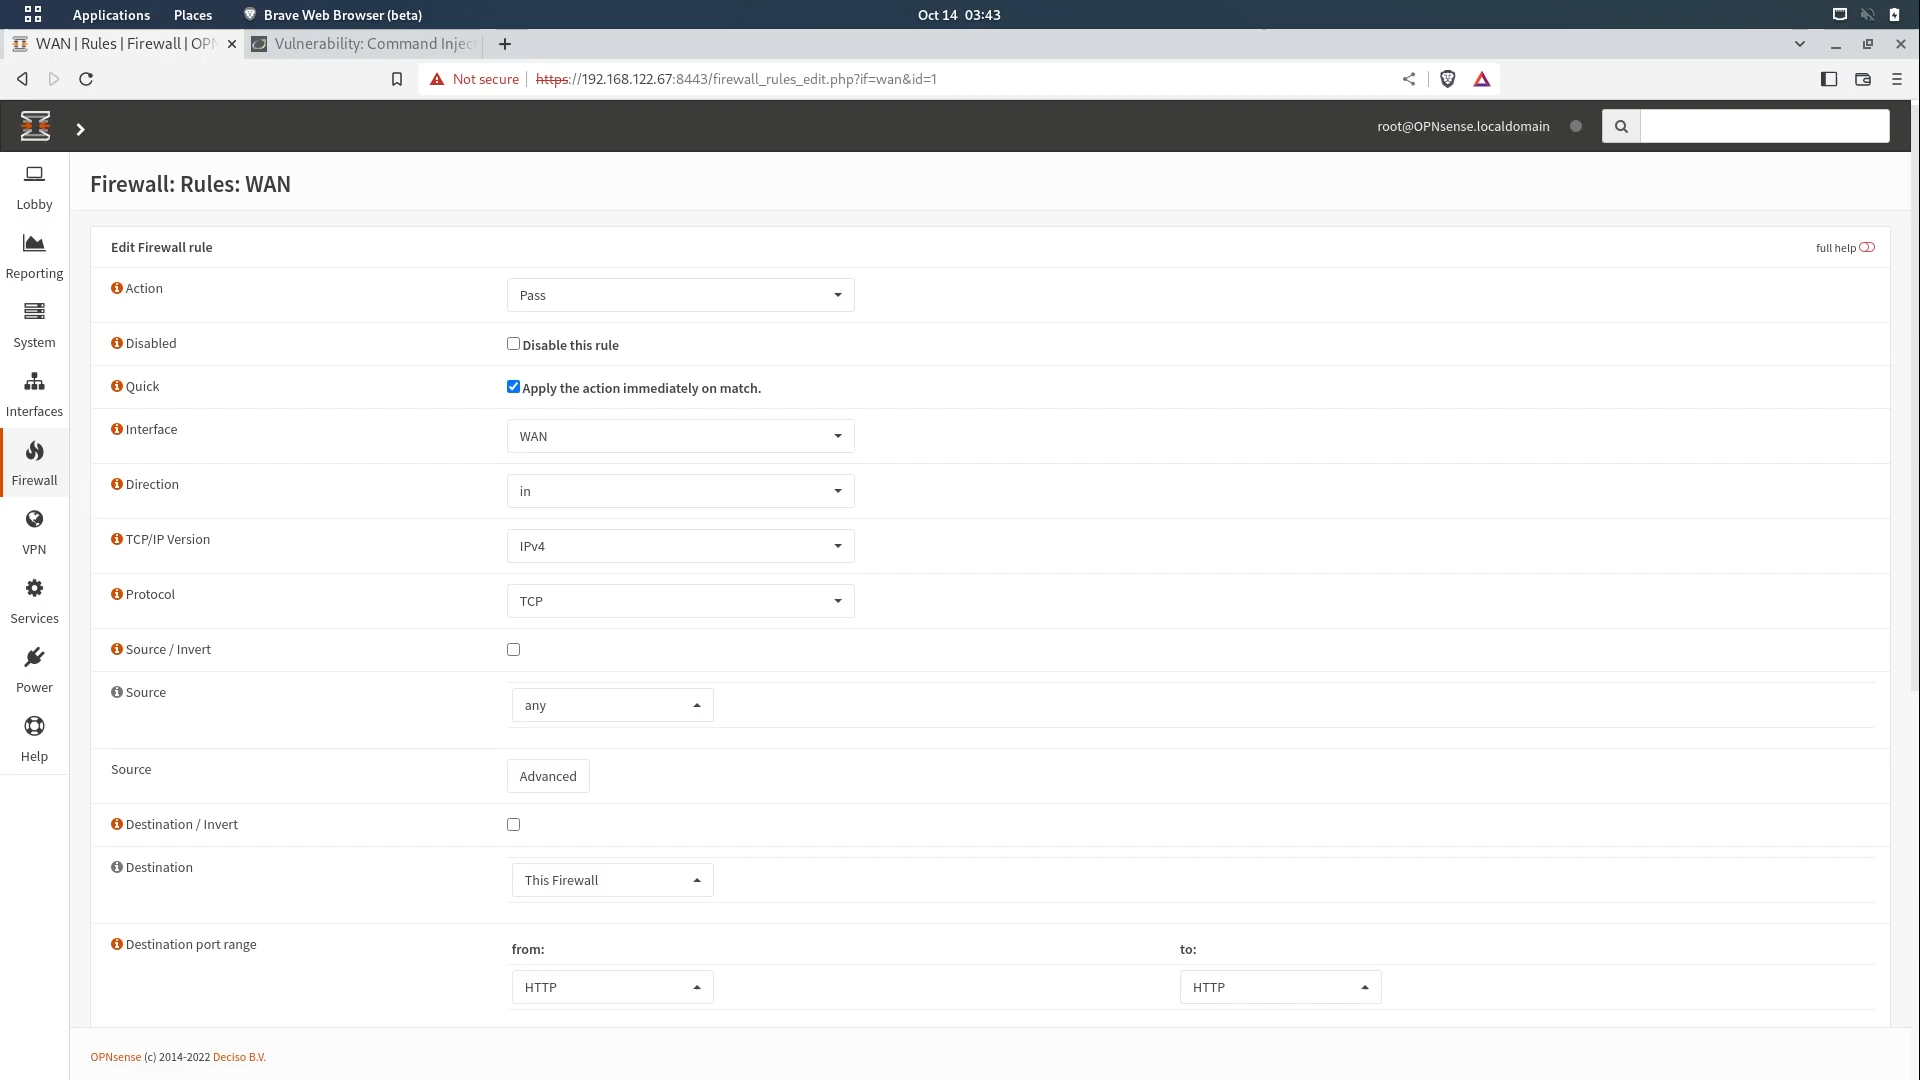 Applications Places Brave Web Browser (beta) Oct 14 03:43
WAN | Rules | Firewall | OPN Vulnerability: Command Inject
Not secure https://192.168.122.67:8443/firewall_rules_edit.php?if=wan&id=1
root@OPNsense.localdomain
Lobby
Reporting
System
Interfaces
Firewall
VPN
Services
Power
Help
Firewall: Rules: WAN
Edit Firewall rule full help
Action Pass
Disabled Disable this rule
Quick Apply the action immediately on match.
Interface WAN
Direction in
TCP/IP Version IPv4
Protocol TCP
Source / Invert
Source any
Source Advanced
Destination / Invert
Destination This Firewall
Destination port range from: to:
HTTP HTTP
OPNsense (c) 2014-2022 Deciso B.V.